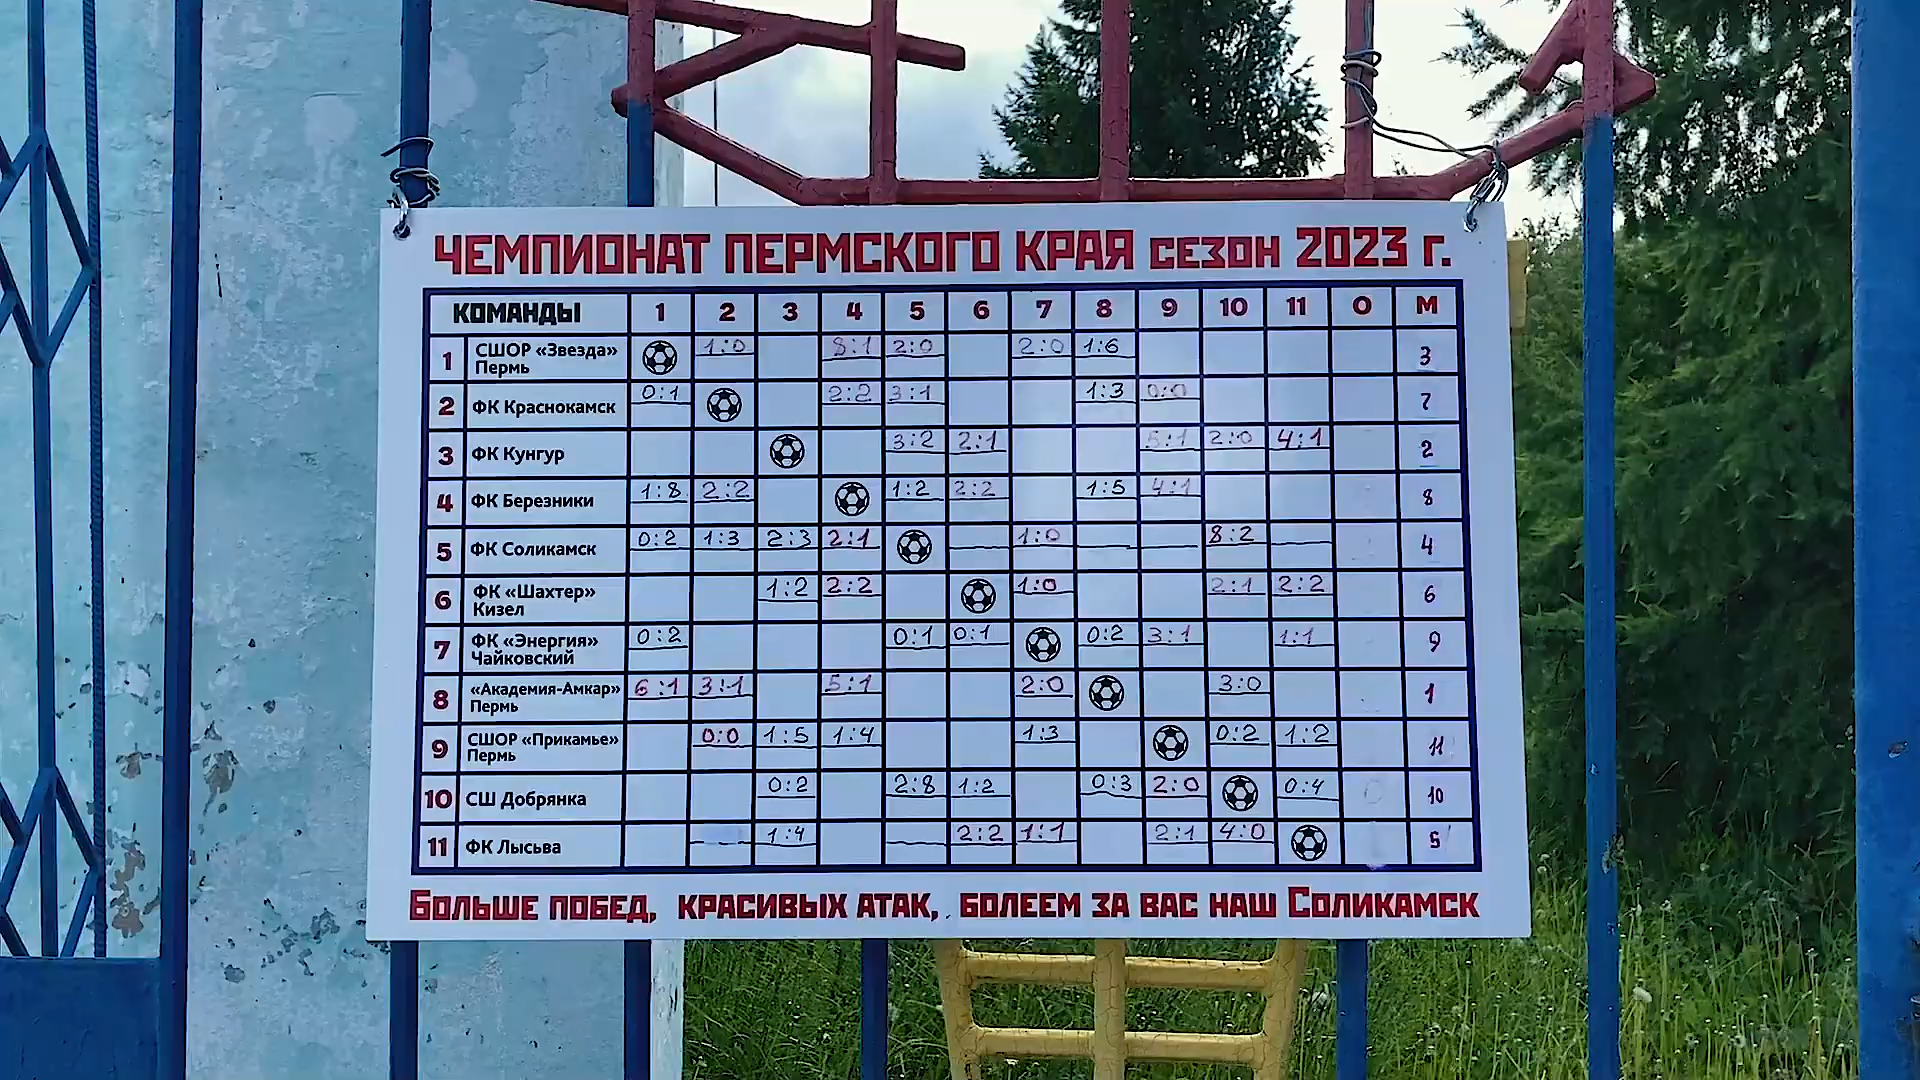 ЧЕМПИОНАТ ПЕРМСКОГО КРАЯ СЕЗОН 2023 г.
КОМАНДЫ 1 2 3 4 5 6 7 8 9 10 11 О М
1 СШОР «Звезда» Пермь 1:0 8:1 2:0 2:0 1:6 3
2 ФК Краснокамск 0:1 2:2 3:1 1:3 0:0 7
3 ФК Кунгур 3:2 2:1 5:1 2:0 4:1 2
4 ФК Березники 1:8 2:2 1:2 2:2 1:5 4:1 8
5 ФК Соликамск 0:2 1:3 2:3 2:1 1:0 8:2 4
6 ФК «Шахтер» Кизел 1:2 2:2 1:0 2:1 2:2 6
7 ФК «Энергия» Чайковский 0:2 0:1 0:1 0:2 3:1 1:1 9
8 «Академия-Амкар» Пермь 6:1 3:1 5:1 2:0 3:0 1
9 СШОР «Прикамье» Пермь 0:0 1:5 1:4 1:3 0:2 1:2 11
10 СШ Добрянка 0:2 2:8 1:2 0:3 2:0 0:4 10
11 ФК Лысьва 1:4 2:2 1:1 2:1 4:0 5
Больше побед, красивых атак, болеем за вас наш Соликамск